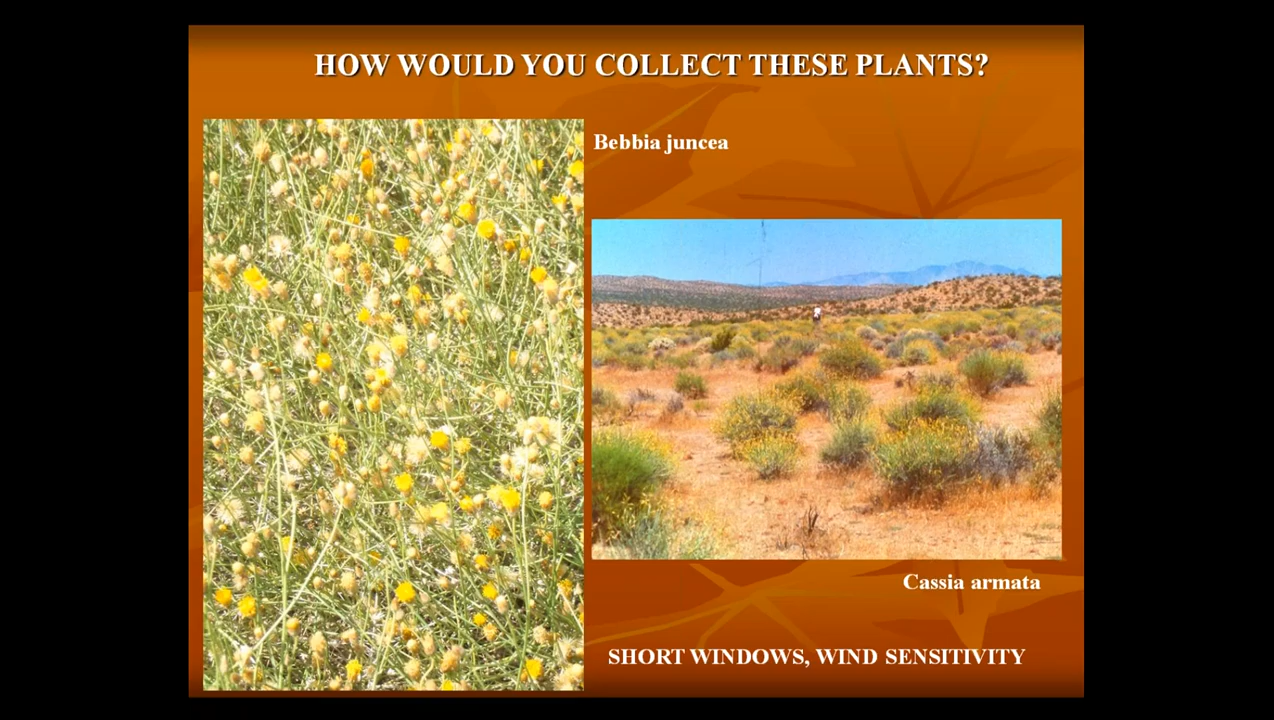 HOW WOULD YOU COLLECT THESE PLANTS?
Bebbia juncea
Cassia armata
SHORT WINDOWS, WIND SENSITIVITY